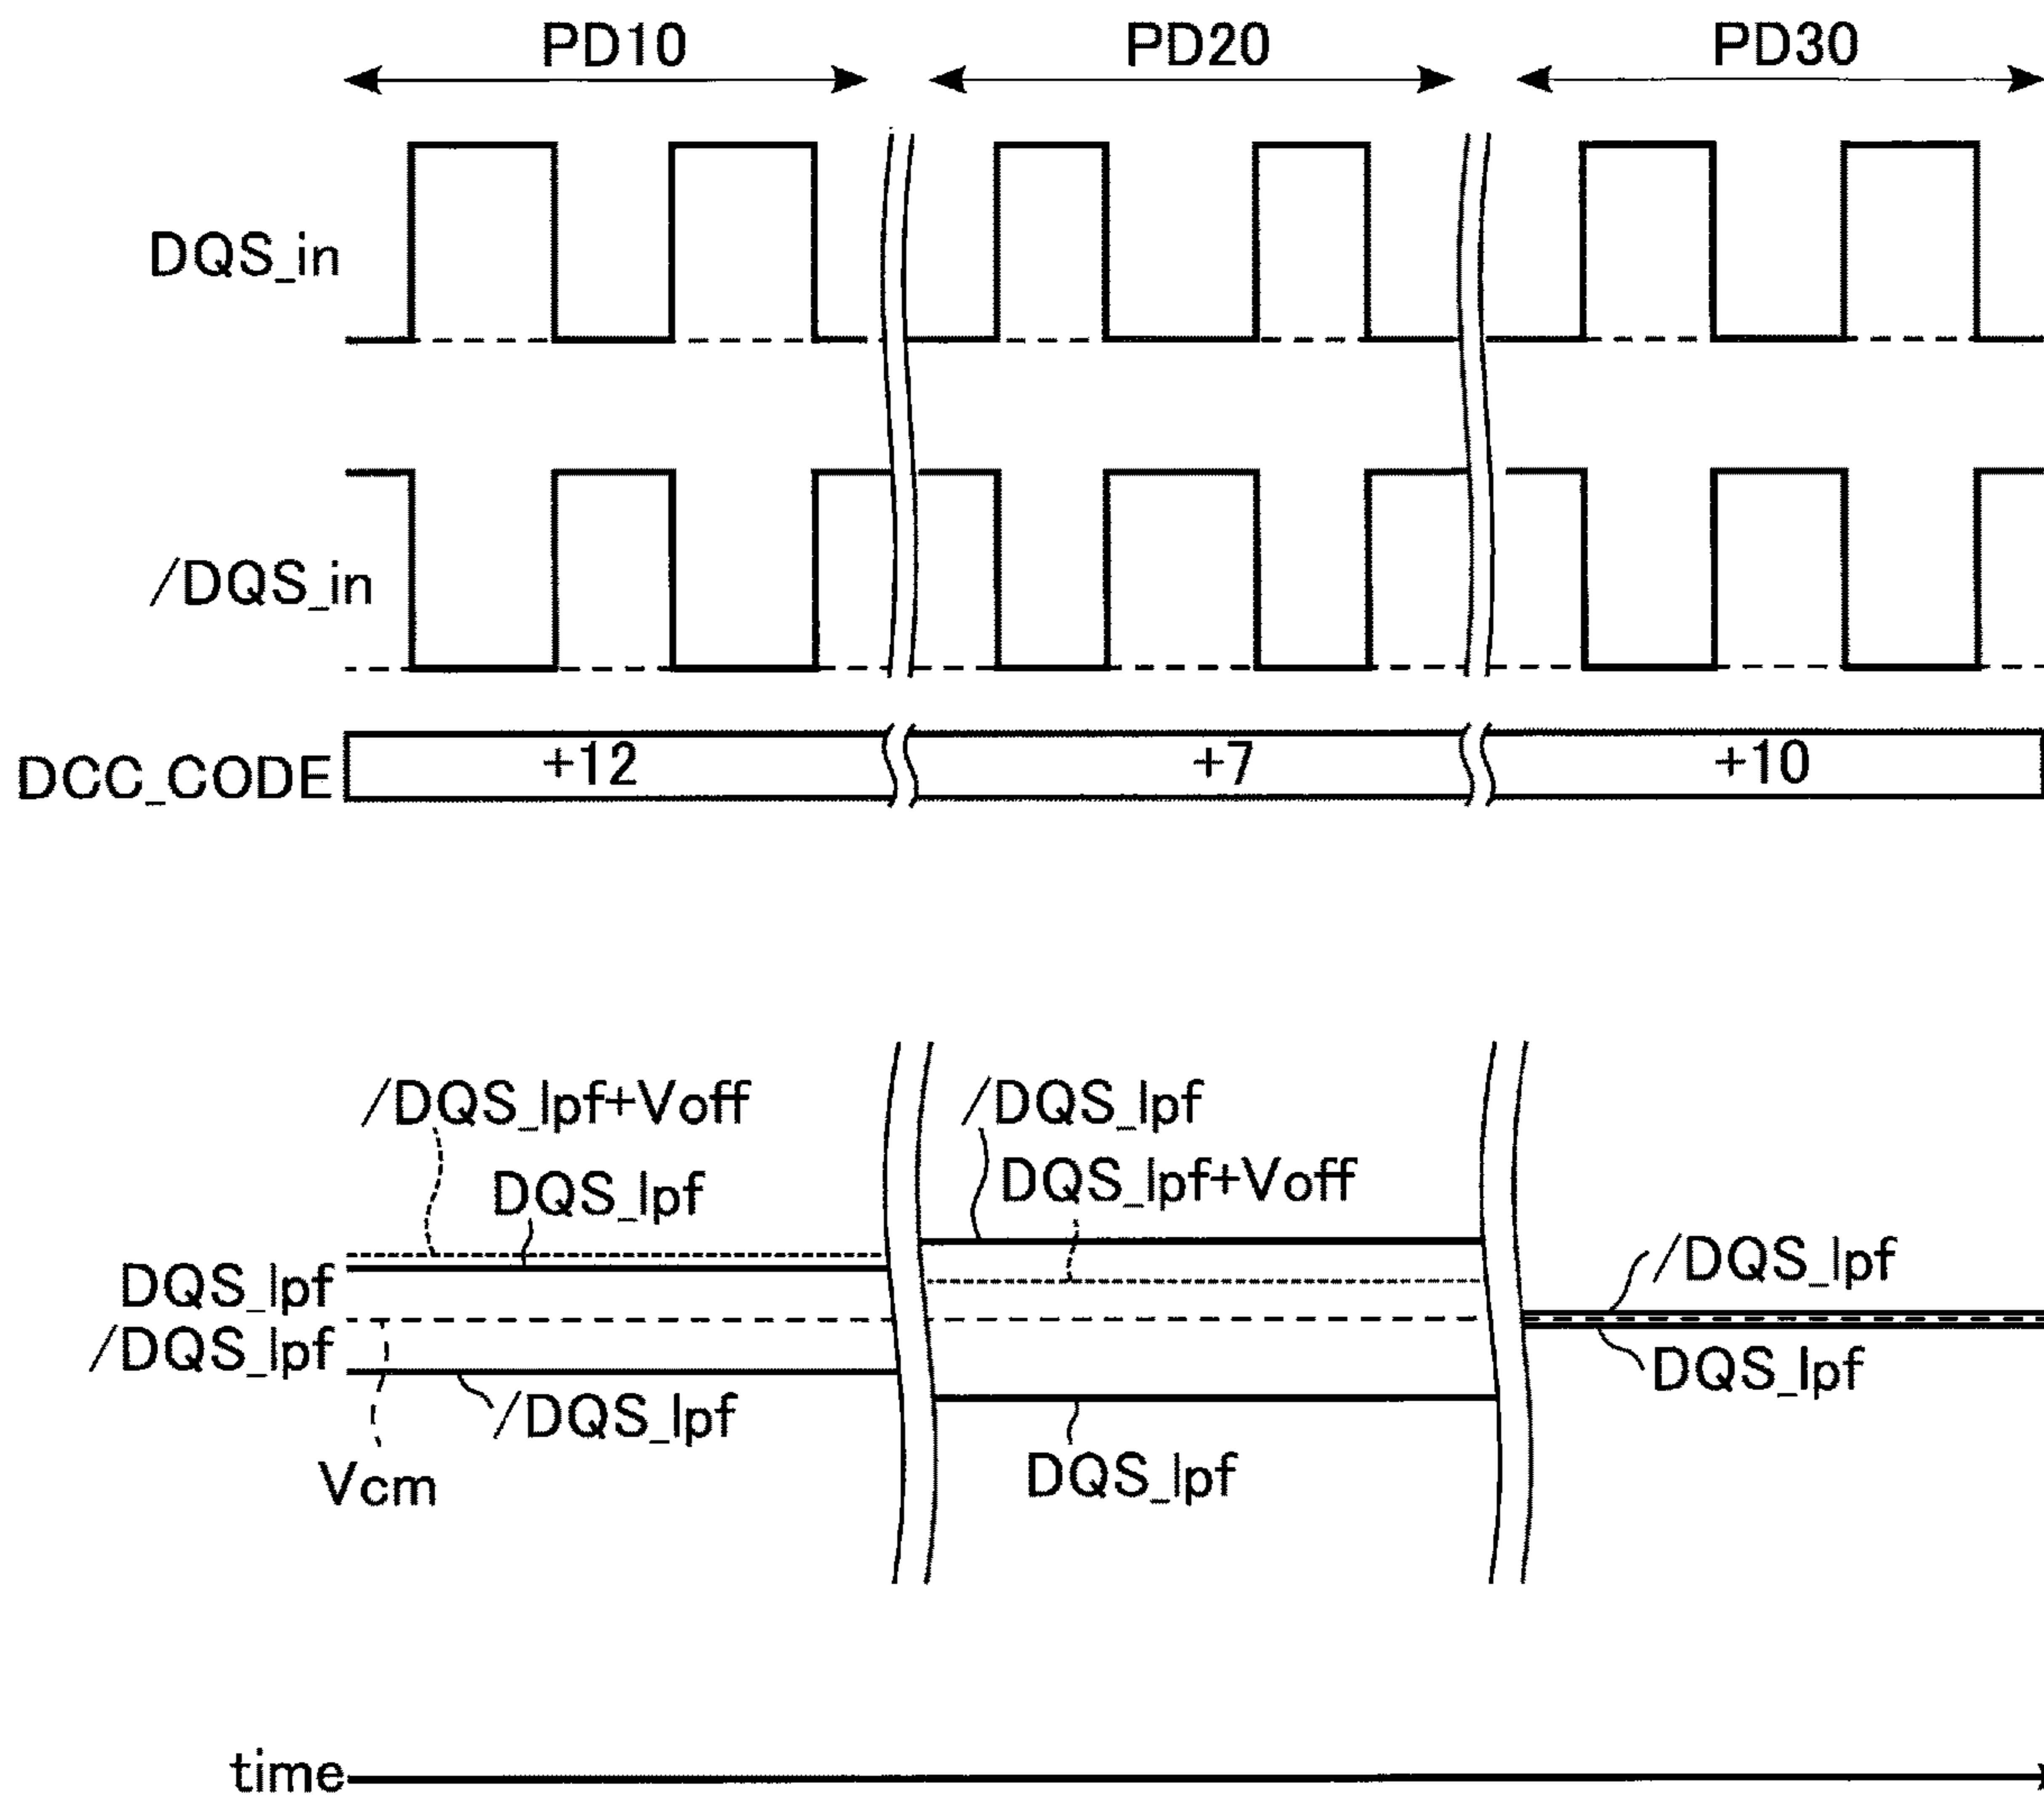 PD10 PD20 PD30
DQS_in
/DQS_in
DCC_CODE +12 +7 +10
/DQS_lpf+Voff /DQS_lpf
DQS_lpf DQS_lpf+Voff
DQS_lpf /DQS_lpf
/DQS_lpf DQS_lpf
/DQS_lpf
Vcm DQS_lpf
time